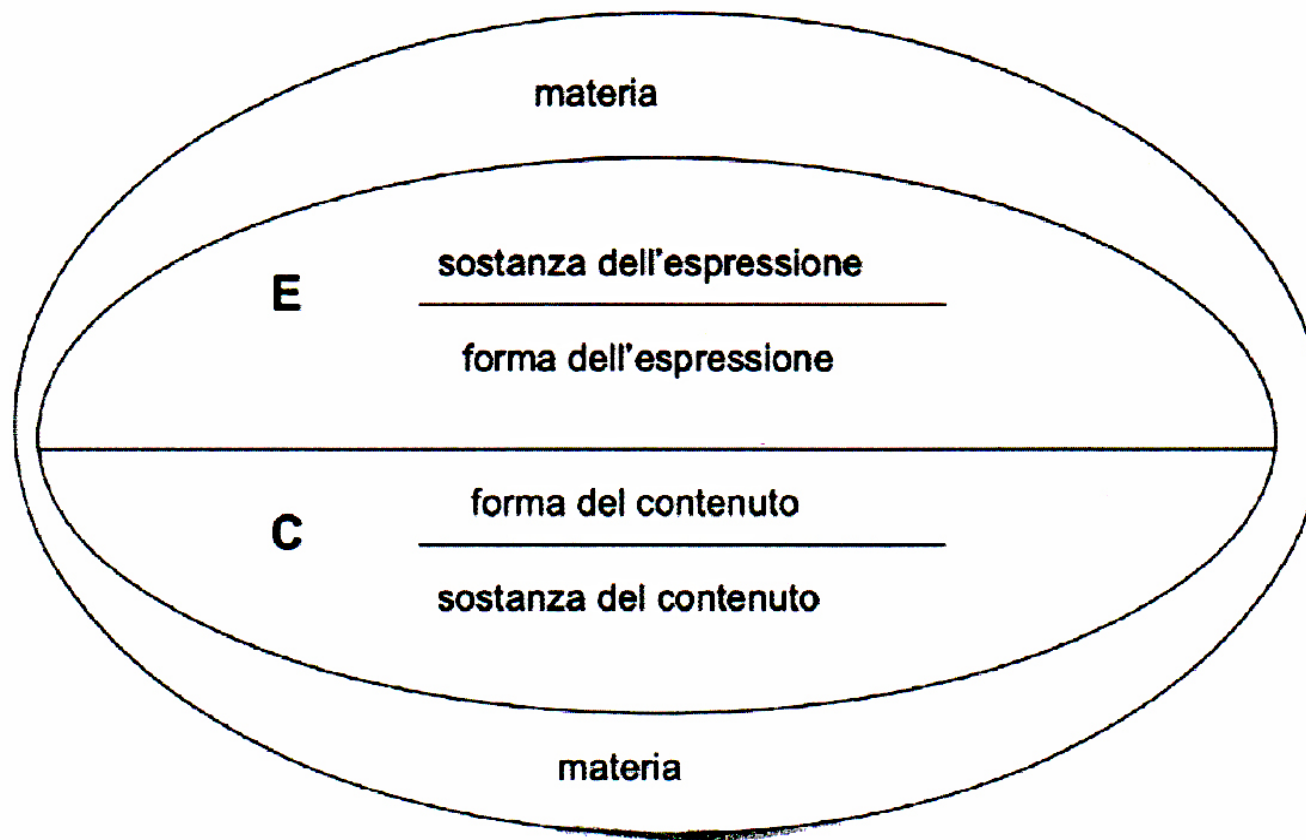 materia
sostanza dell'espressione
E
forma dell'espressione
forma del contenuto
C
sostanza del contenuto
materia